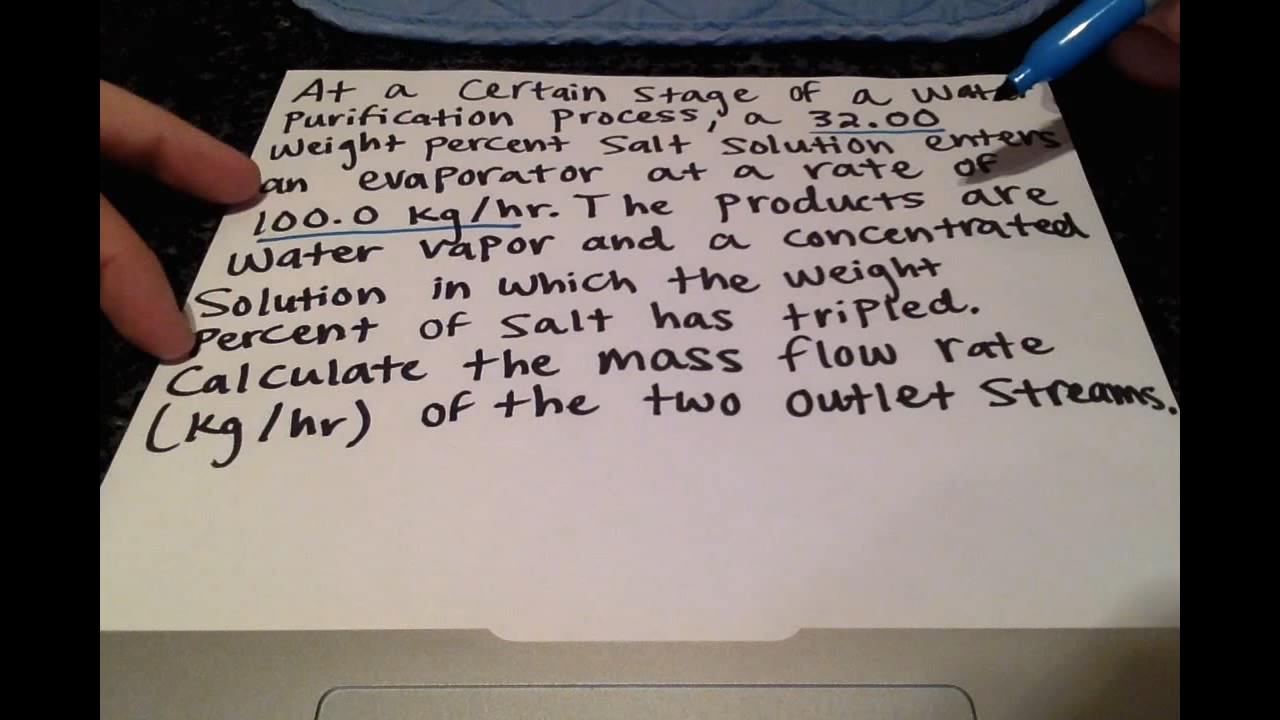 At a certain stage of a water
purification process, a 32.00
weight percent salt solution enters
an evaporator at a rate of
100.0 kg/hr. The products are
water vapor and a concentrated
solution in which the weight
percent of salt has tripled.
Calculate the mass flow rate
(kg/hr) of the two outlet streams.